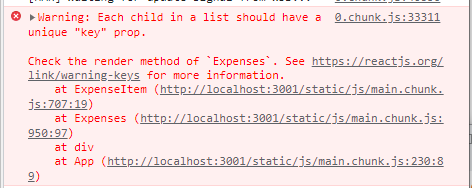 ▶Warning: Each child in a list should have a 0.chunk.js:33311
unique "key" prop.
Check the render method of `Expenses`. See https://reactjs.org/
link/warning-keys for more information.
at ExpenseItem (http://localhost:3001/static/js/main.chunk.
js:707:19)
at Expenses (http://localhost:3001/static/js/main.chunk.js:
950:97)
at div
at App (http://localhost:3001/static/js/main.chunk.js:230:8
9)